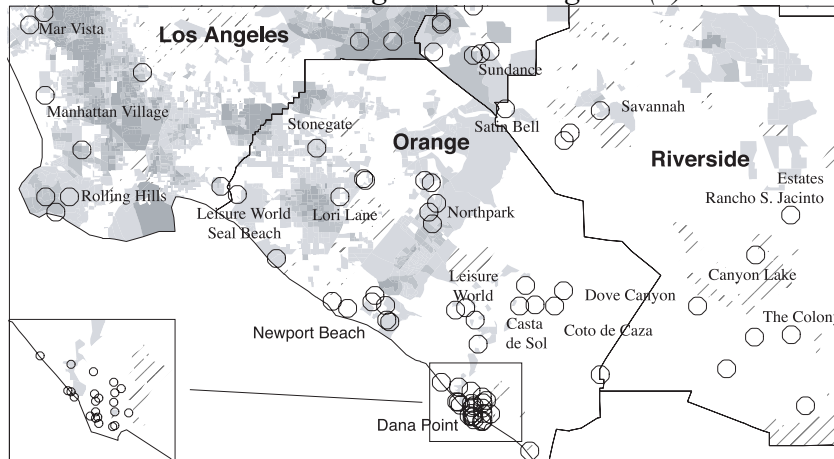 Mar Vista
Los Angeles
Sundance
Manhattan Village
Savannah
Stonegate
Satin Bell
Orange
Riverside
Estates
Rolling Hills
Rancho S. Jacinto
Leisure World
Seal Beach
Lori Lane
Northpark
Canyon Lake
Leisure
World
Dove Canyon
Newport Beach
Casta
de Sol
Coto de Caza
The Colon
Dana Point